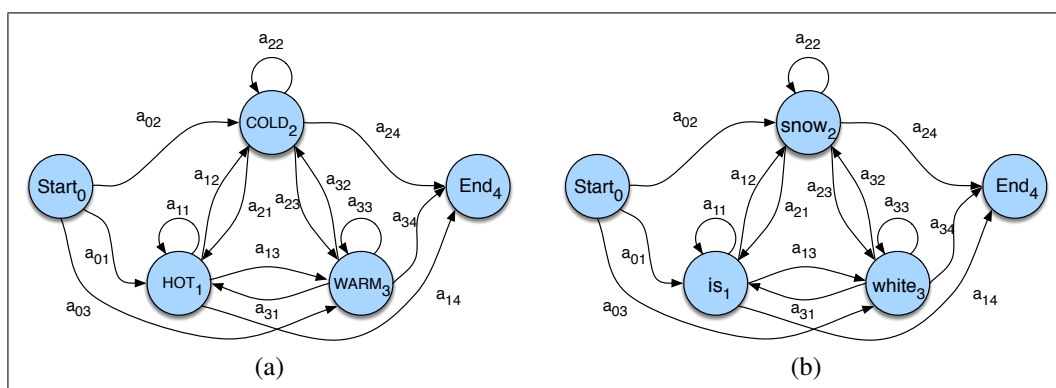 a22
a02
COLD2
a24
Start0
End4
a12
a32
a21
a23
a11
a33
a34
a01
a13
HOT1
WARM3
a03
a31
a14
(a)
a22
a02
snow2
a24
Start0
End4
a12
a32
a23
a11
a21
a33
a34
a01
a13
is1
white3
a03
a31
a14
(b)